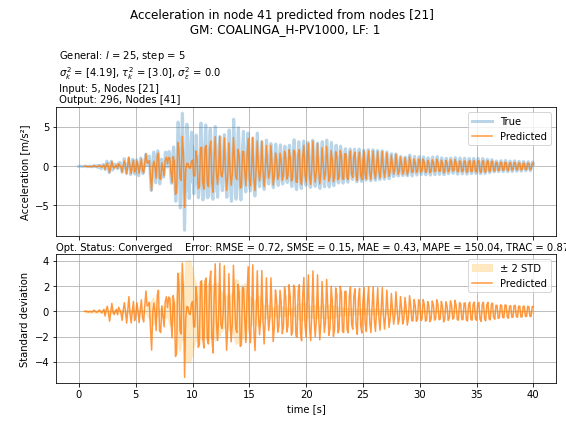 Acceleration in node 41 predicted from nodes [21]
GM: COALINGA_H-PV1000, LF: 1
General: l = 25, step = 5
σ²ₖ = [4.19], τ²ₖ = [3.0], σ²ε = 0.0
Input: 5, Nodes [21]
Output: 296, Nodes [41]
Acceleration [m/s²]
5
0
−5
True
Predicted
Opt. Status: Converged Error: RMSE = 0.72, SMSE = 0.15, MAE = 0.43, MAPE = 150.04, TRAC = 0.87
Standard deviation
4
2
0
−2
−4
± 2 STD
Predicted
0 5 10 15 20 25 30 35 40
time [s]